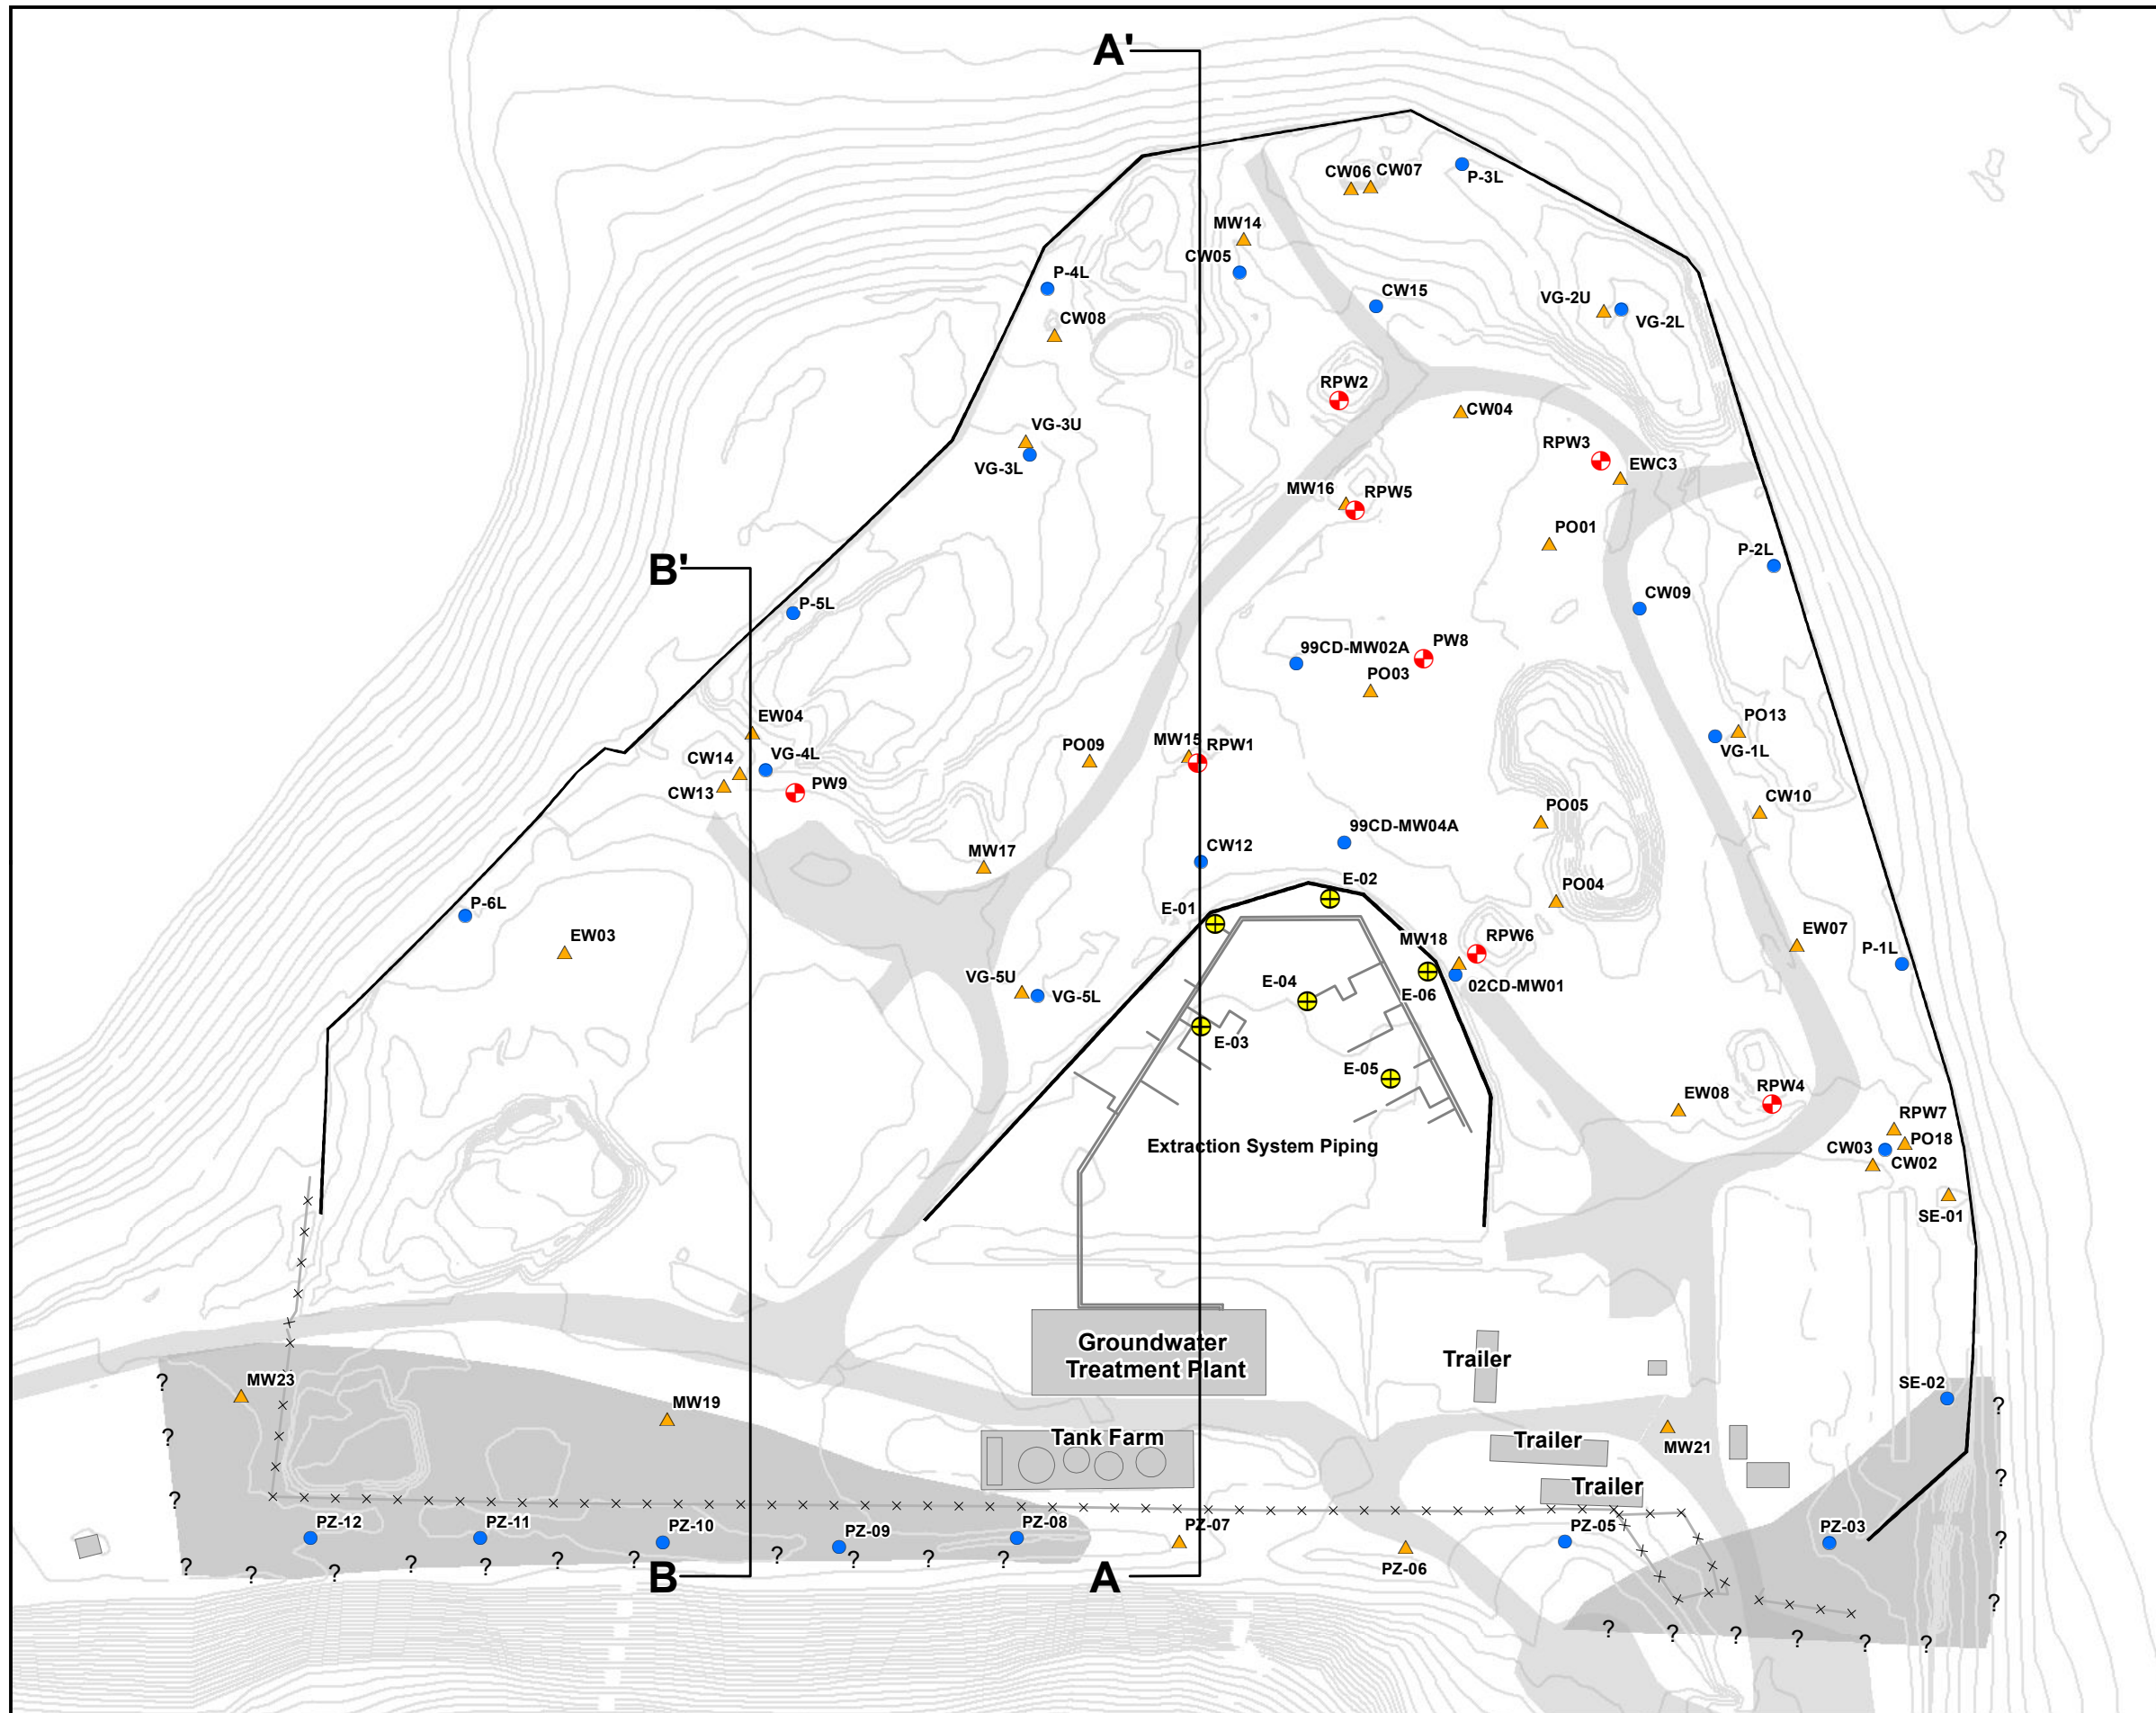 A'
CW06
CW07
P-3L
MW14
CW05
P-4L
CW15
VG-2U
VG-2L
CW08
RPW2
CW04
VG-3U
RPW3
VG-3L
EWC3
MW16
RPW5
PO01
P-2L
B'
CW09
P-5L
99CD-MW02A
PW8
PO03
EW04
PO13
MW15
RPW1
PO09
VG-1L
CW14
VG-4L
CW13
PW9
CW10
PO05
99CD-MW04A
CW12
MW17
E-02
PO04
P-6L
E-01
EW03
MW18
RPW6
EW07
P-1L
VG-5U
VG-5L
E-04
E-06
02CD-MW01
E-03
E-05
EW08
RPW4
RPW7
PO18
CW03
CW02
Extraction System Piping
SE-01
Groundwater
Treatment Plant
Trailer
MW23
SE-02
MW19
Tank Farm
Trailer
MW21
Trailer
PZ-12
PZ-11
PZ-10
PZ-09
PZ-08
PZ-07
PZ-05
PZ-03
PZ-06
B
A
? ? ? ? ? ? ? ? ? ? ? ? ?
? ? ? ? ? ? ? ? ? ?